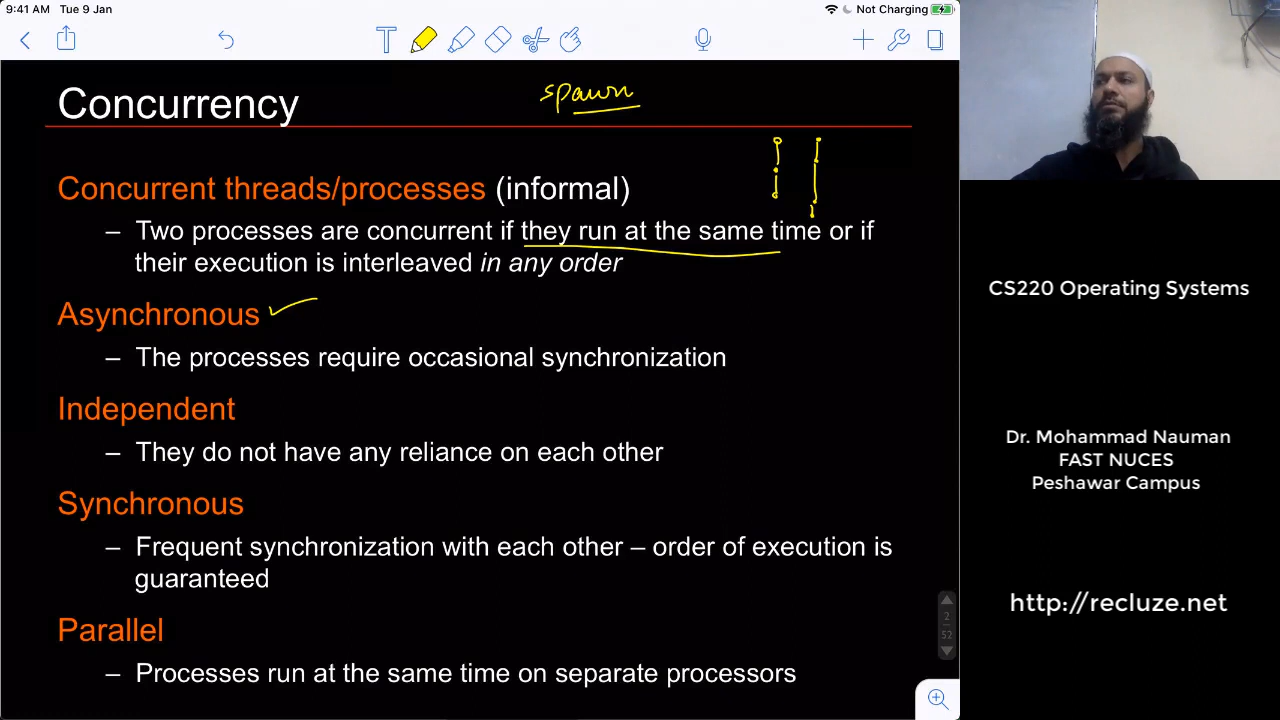 9:41 AM Tue 9 Jan
Not Charging
T
Concurrency
spawn
Concurrent threads/processes (informal)
– Two processes are concurrent if they run at the same time or if
their execution is interleaved in any order
Asynchronous
– The processes require occasional synchronization
Independent
– They do not have any reliance on each other
Synchronous
– Frequent synchronization with each other – order of execution is
guaranteed
Parallel
– Processes run at the same time on separate processors
2
52
CS220 Operating Systems
Dr. Mohammad Nauman
FAST NUCES
Peshawar Campus
http://recluze.net